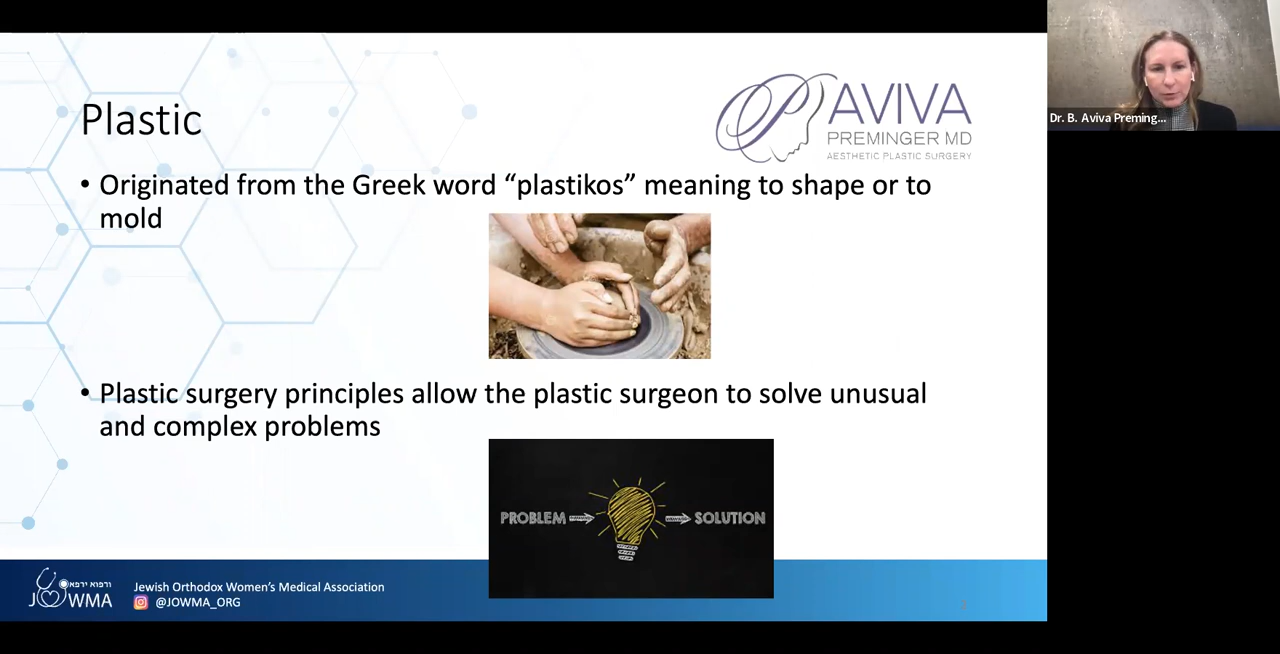 Plastic
AVIVA
PREMINGER MD
AESTHETIC PLASTIC SURGERY
• Originated from the Greek word “plastikos” meaning to shape or to
mold
• Plastic surgery principles allow the plastic surgeon to solve unusual
and complex problems
PROBLEM
SOLUTION
ורפוא ירפא
JOWMA
Jewish Orthodox Women's Medical Association
@JOWMA_ORG
Dr. B. Aviva Preming...